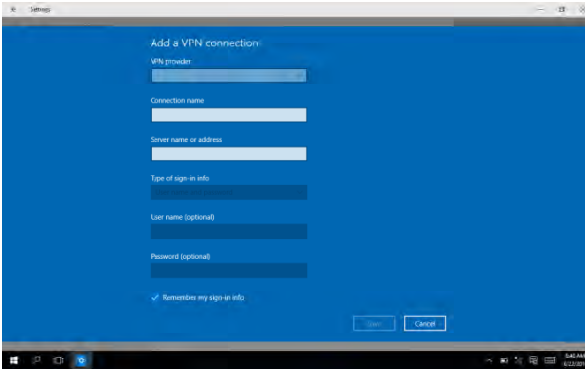 Settings
Add a VPN connection
VPN provider
Connection name
Server name or address
Type of sign-in info
User name (optional)
Password (optional)
Remember my sign-in info
Save
Cancel